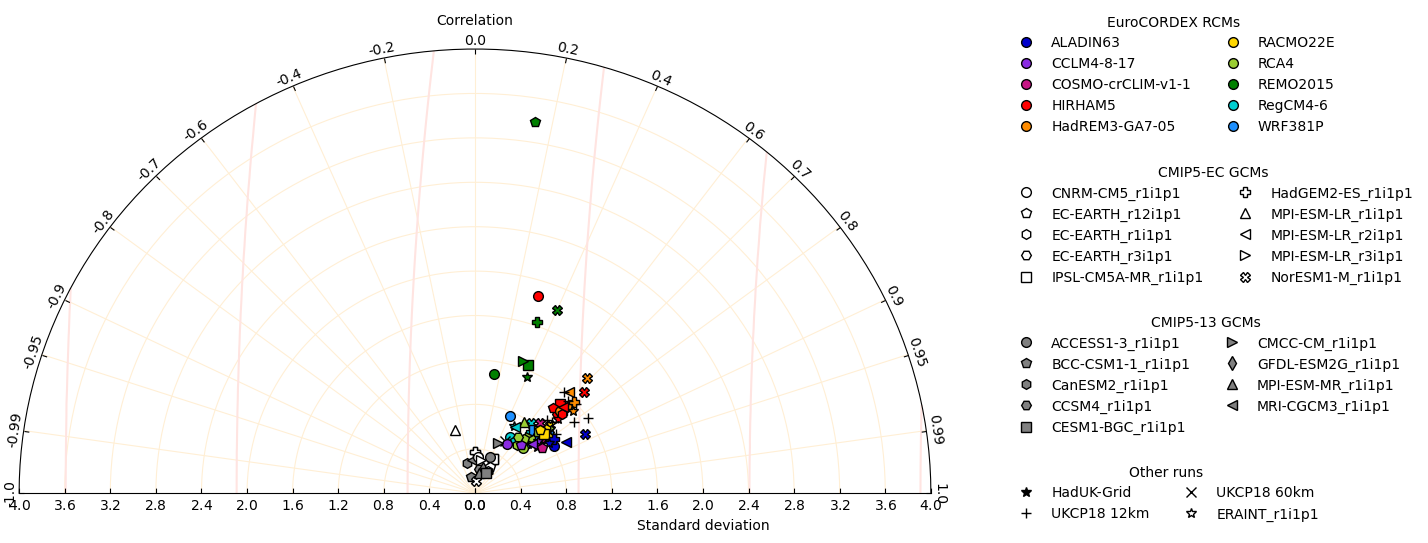 Correlation
0.0
-0.2
0.2
-0.4
0.4
-0.6
0.6
-0.7
0.7
-0.8
0.8
-0.9
0.9
-0.95
0.95
-0.99
0.99
-1.0
1.0
4.0 3.6 3.2 2.8 2.4 2.0 1.6 1.2 0.8 0.4 0.0 0.4 0.8 1.2 1.6 2.0 2.4 2.8 3.2 3.6 4.0
Standard deviation
EuroCORDEX RCMs
ALADIN63 RACMO22E
CCLM4-8-17 RCA4
COSMO-crCLIM-v1-1 REMO2015
HIRHAM5 RegCM4-6
HadREM3-GA7-05 WRF381P
CMIP5-EC GCMs
CNRM-CM5_r1i1p1 HadGEM2-ES_r1i1p1
EC-EARTH_r12i1p1 MPI-ESM-LR_r1i1p1
EC-EARTH_r1i1p1 MPI-ESM-LR_r2i1p1
EC-EARTH_r3i1p1 MPI-ESM-LR_r3i1p1
IPSL-CM5A-MR_r1i1p1 NorESM1-M_r1i1p1
CMIP5-13 GCMs
ACCESS1-3_r1i1p1 CMCC-CM_r1i1p1
BCC-CSM1-1_r1i1p1 GFDL-ESM2G_r1i1p1
CanESM2_r1i1p1 MPI-ESM-MR_r1i1p1
CCSM4_r1i1p1 MRI-CGCM3_r1i1p1
CESM1-BGC_r1i1p1
Other runs
HadUK-Grid UKCP18 60km
UKCP18 12km ERAINT_r1i1p1